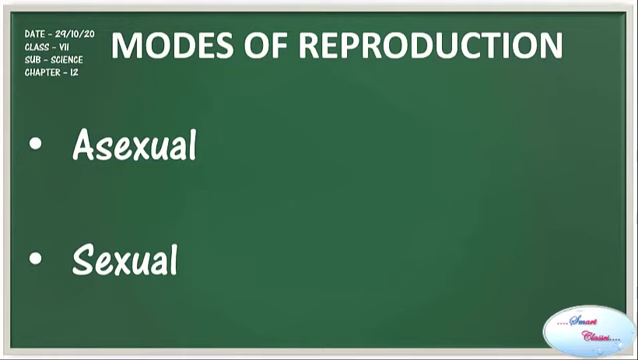 DATE - 29/10/20
CLASS - VII
SUB - SCIENCE
CHAPTER - 12
MODES OF REPRODUCTION
• Asexual
• Sexual
....Smart
Classes....